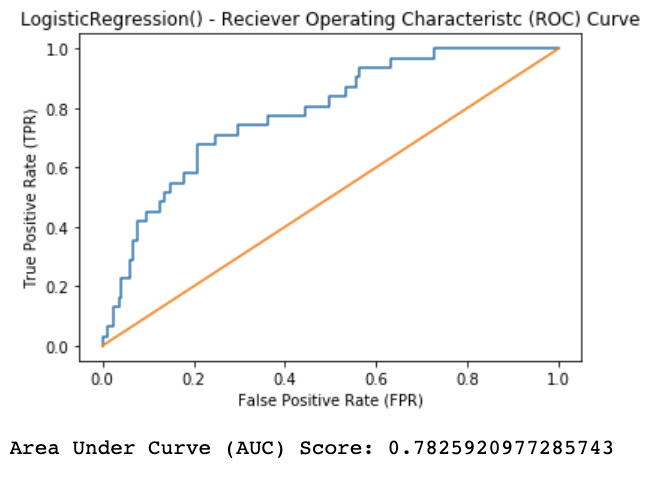 LogisticRegression() - Reciever Operating Characteristc (ROC) Curve
1.0
0.8
0.6
0.4
0.2
0.0
True Positive Rate (TPR)
0.0 0.2 0.4 0.6 0.8 1.0
False Positive Rate (FPR)
Area Under Curve (AUC) Score: 0.7825920977285743